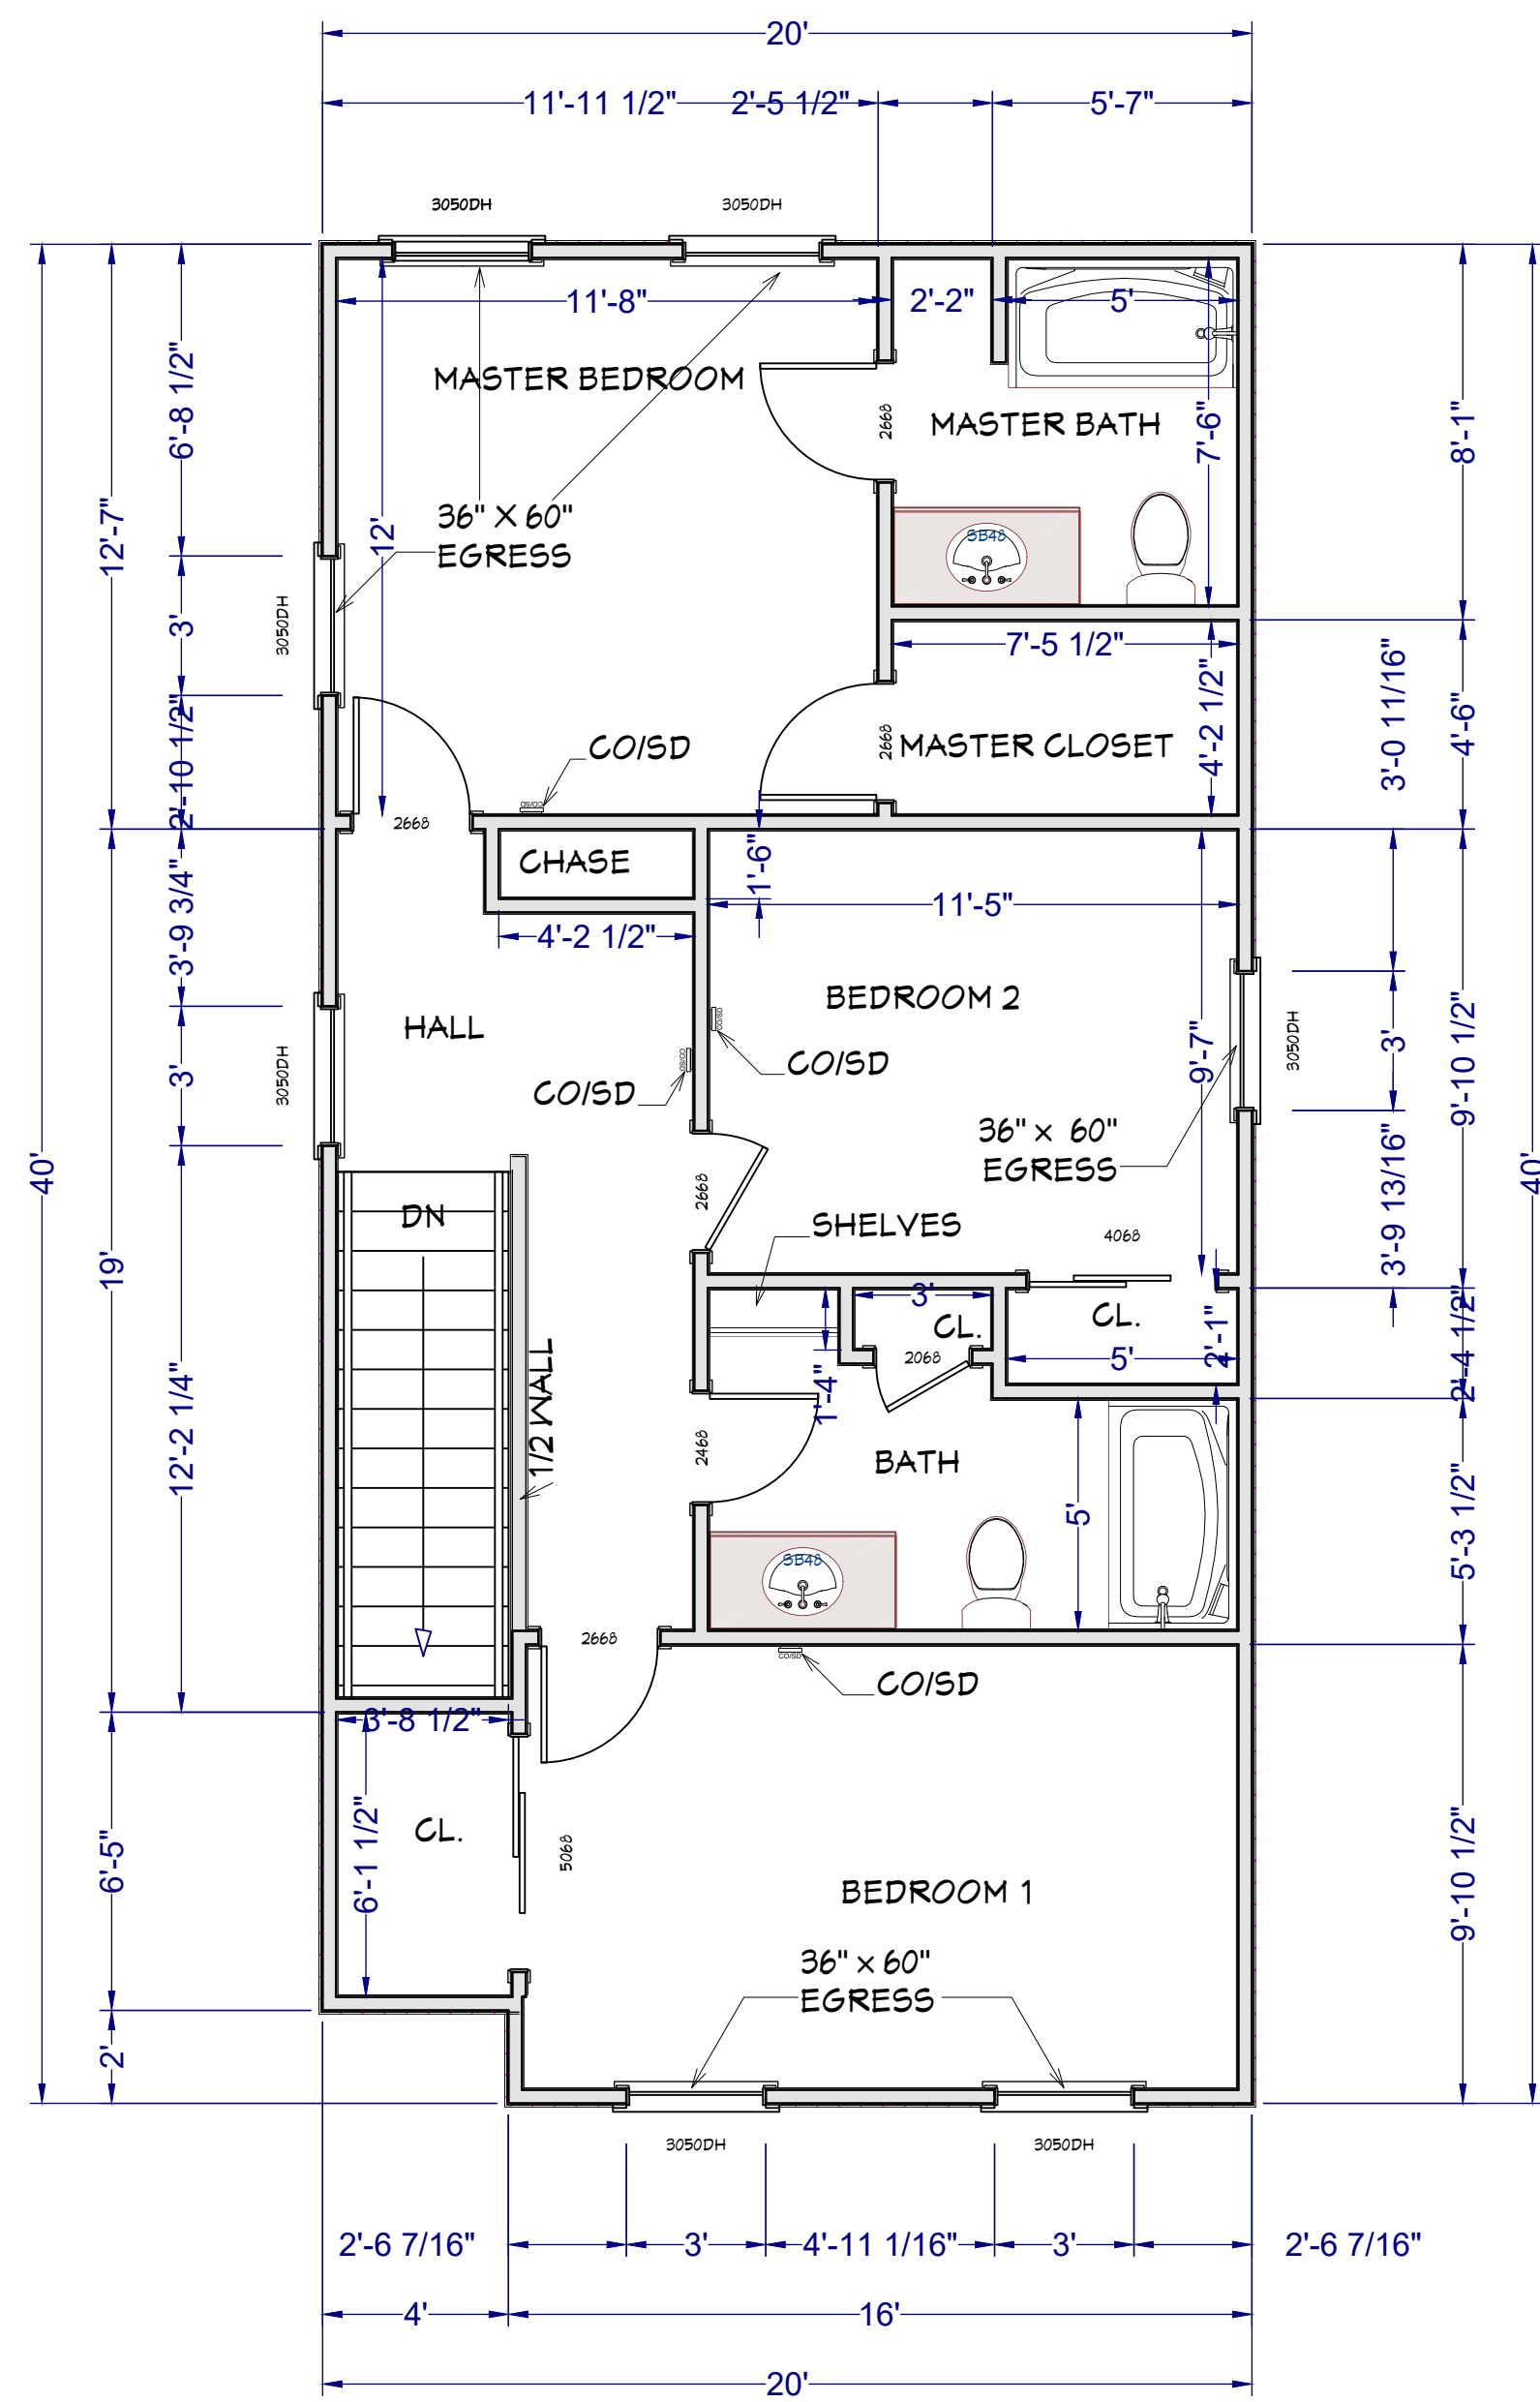 20'
11'-11 1/2"
2'-5 1/2"
5'-7"
3050DH
3050DH
11'-8"
2'-2"
5'
6'-8 1/2"
MASTER BEDROOM
2668
MASTER BATH
7'-6"
8'-1"
12'-7"
12'
36" X 60"
EGRESS
SB48
3050DH
3'
7'-5 1/2"
2'-10 1/2"
CO/SD
CO/SD
2668
MASTER CLOSET
4'-2 1/2"
3'-0 11/16"
4'-6"
2668
CHASE
1'-6"
3'-9 3/4"
4'-2 1/2"
11'-5"
BEDROOM 2
HALL
CO/SD
CO/SD
CO/SD
CO/SD
3050DH
3'
9'-7"
3050DH
3'
9'-10 1/2"
36" x 60"
EGRESS
40'
40'
2668
DN
SHELVES
4068
3'-9 13/16"
19'
3'
CL.
CL.
2068
5'
2'-1"
2'-4 1/2"
1'-4"
1/2 WALL
12'-2 1/4"
2468
BATH
5'
5'-3 1/2"
SB48
2668
CO/SD
CO/SD
3'-8 1/2"
CL.
6'-1 1/2"
6'-5"
5068
BEDROOM 1
9'-10 1/2"
36" x 60"
EGRESS
2'
3050DH
3050DH
2'-6 7/16"
3'
4'-11 1/16"
3'
2'-6 7/16"
4'
16'
20'